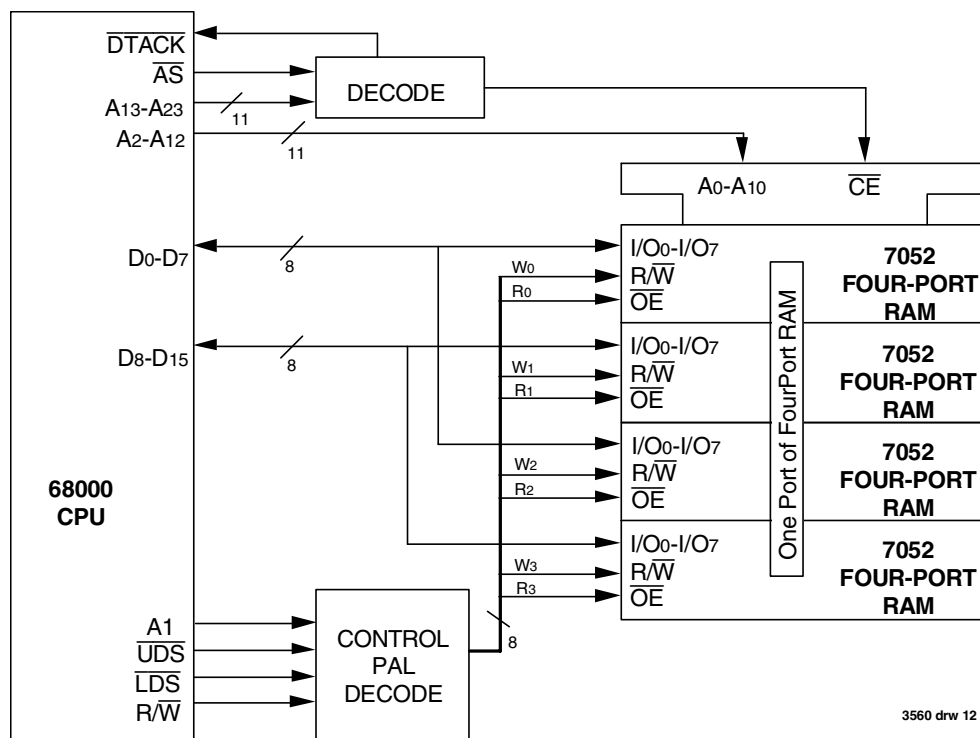 DTACK
AS
A13-A23
11
A2-A12
11
DECODE
A0-A10
CE
D0-D7
8
D8-D15
8
68000
CPU
A1
UDS
LDS
R/W
CONTROL
PAL
DECODE
8
W0
R0
W1
R1
W2
R2
W3
R3
I/O0-I/O7
R/W
OE
7052
FOUR-PORT
RAM
I/O0-I/O7
R/W
OE
7052
FOUR-PORT
RAM
I/O0-I/O7
R/W
OE
7052
FOUR-PORT
RAM
I/O0-I/O7
R/W
OE
7052
FOUR-PORT
RAM
One Port of FourPort RAM
3560 drw 12